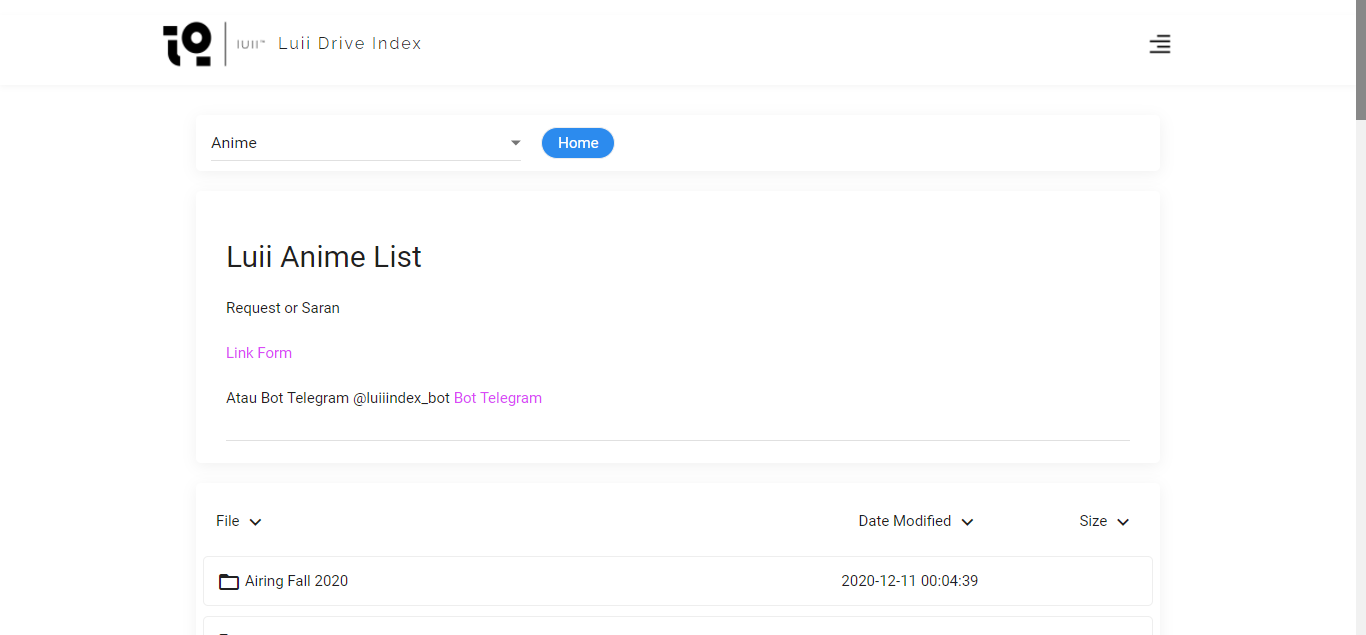 luii™ Luii Drive Index
Anime Home
Luii Anime List
Request or Saran
Link Form
Atau Bot Telegram @luiiindex_bot Bot Telegram
File Date Modified Size
Airing Fall 2020 2020-12-11 00:04:39